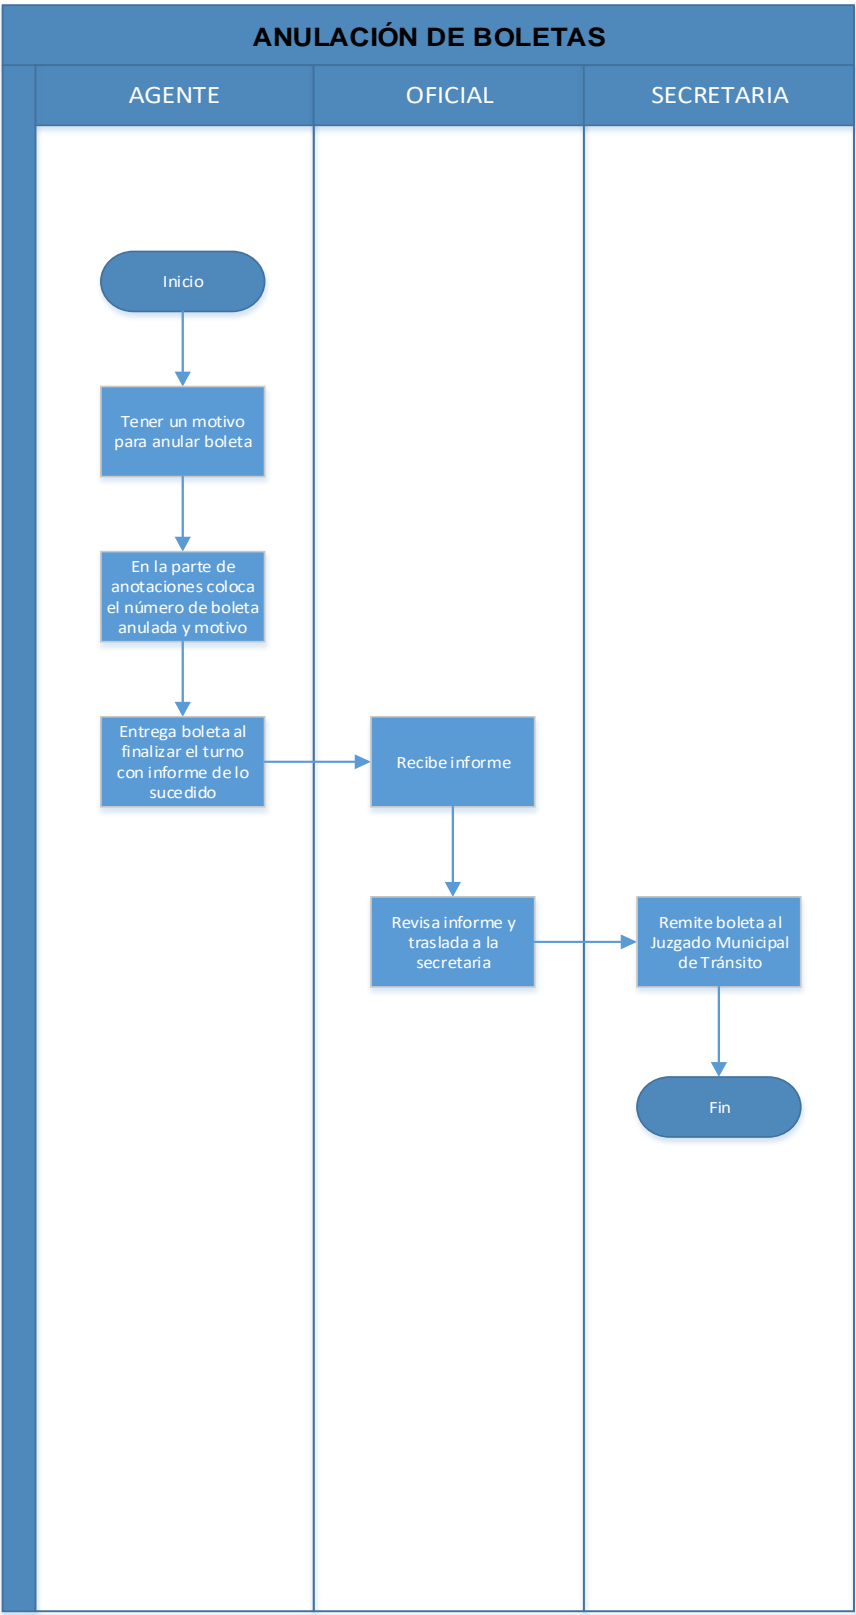 ANULACIÓN DE BOLETAS
AGENTE
OFICIAL
SECRETARIA
Inicio
Tener un motivo
para anular boleta
En la parte de
anotaciones coloca
el número de boleta
anulada y motivo
Entrega boleta al
finalizar el turno
con informe de lo
sucedido
Recibe informe
Revisa informe y
traslada a la
secretaria
Remite boleta al
Juzgado Municipal
de Tránsito
Fin